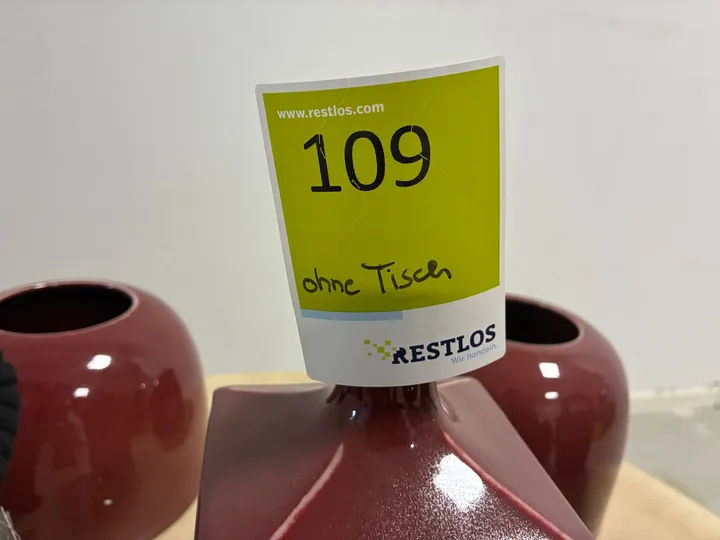 www.restlos.com
109
ohne Tisch
RESTLOS
Wir handeln.